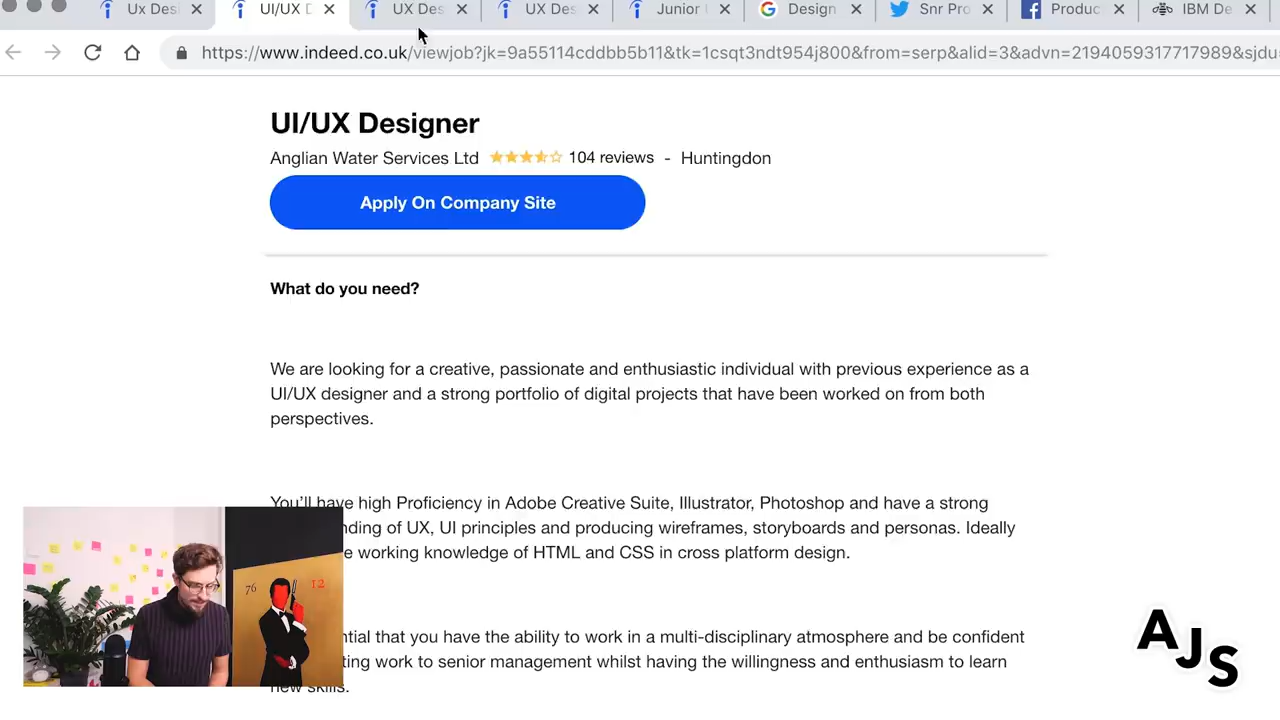 Ux Desi
UI/UX D
UX Des
UX Des
Junior
Design
Snr Pro
Produc
IBM De
https://www.indeed.co.uk/viewjob?jk=9a55114cddbb5b11&tk=1csqt3ndt954j800&from=serp&alid=3&advn=2194059317717989&sjdu=
UI/UX Designer
Anglian Water Services Ltd 104 reviews - Huntingdon
Apply On Company Site
What do you need?
We are looking for a creative, passionate and enthusiastic individual with previous experience as a
UI/UX designer and a strong portfolio of digital projects that have been worked on from both
perspectives.
You'll have high Proficiency in Adobe Creative Suite, Illustrator, Photoshop and have a strong
nding of UX, UI principles and producing wireframes, storyboards and personas. Ideally
e working knowledge of HTML and CSS in cross platform design.
ntial that you have the ability to work in a multi-disciplinary atmosphere and be confident
ting work to senior management whilst having the willingness and enthusiasm to learn
new skills.
76 12
AJS